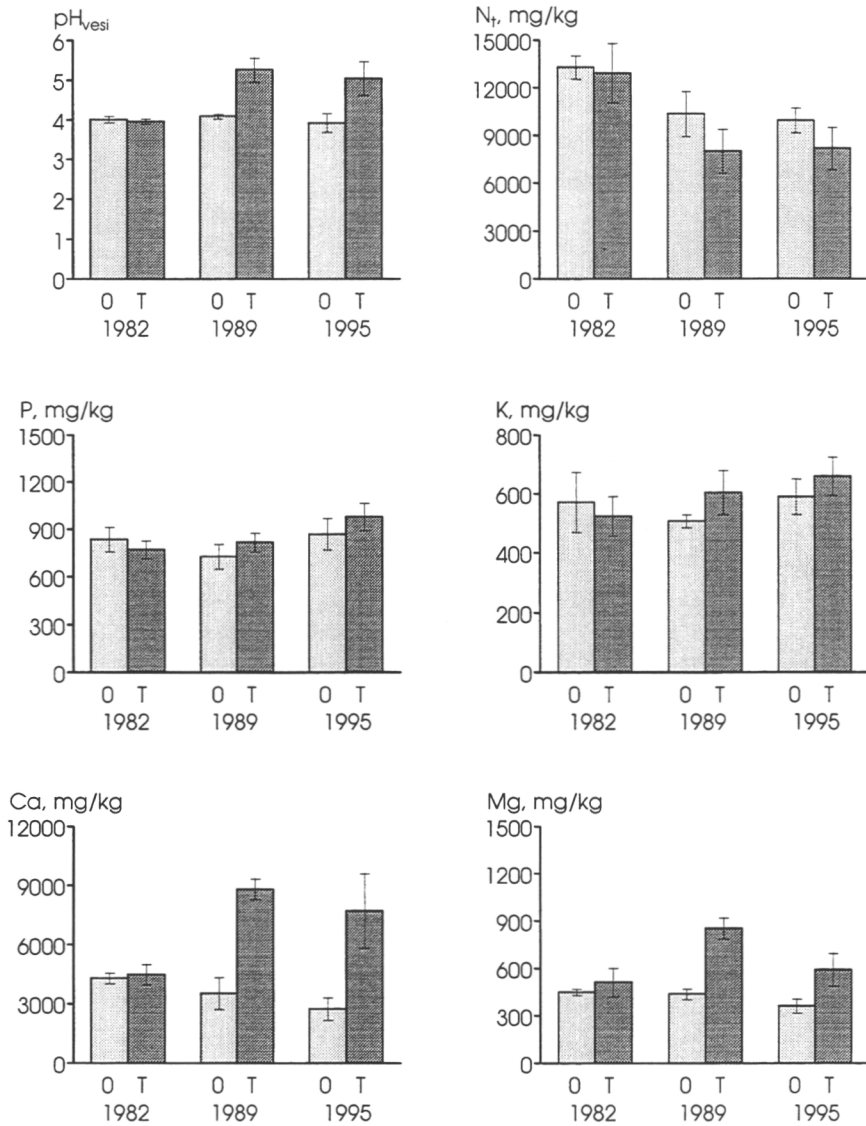 pH vesi
6
5
4
3
2
1
0
O T O T O T
1982 1989 1995
Nt, mg/kg
15000
12000
9000
6000
3000
0
O T O T O T
1982 1989 1995
P, mg/kg
1500
1200
900
600
300
0
O T O T O T
1982 1989 1995
K, mg/kg
800
600
400
200
0
O T O T O T
1982 1989 1995
Ca, mg/kg
12000
9000
6000
3000
0
O T O T O T
1982 1989 1995
Mg, mg/kg
1500
1200
900
600
300
0
O T O T O T
1982 1989 1995